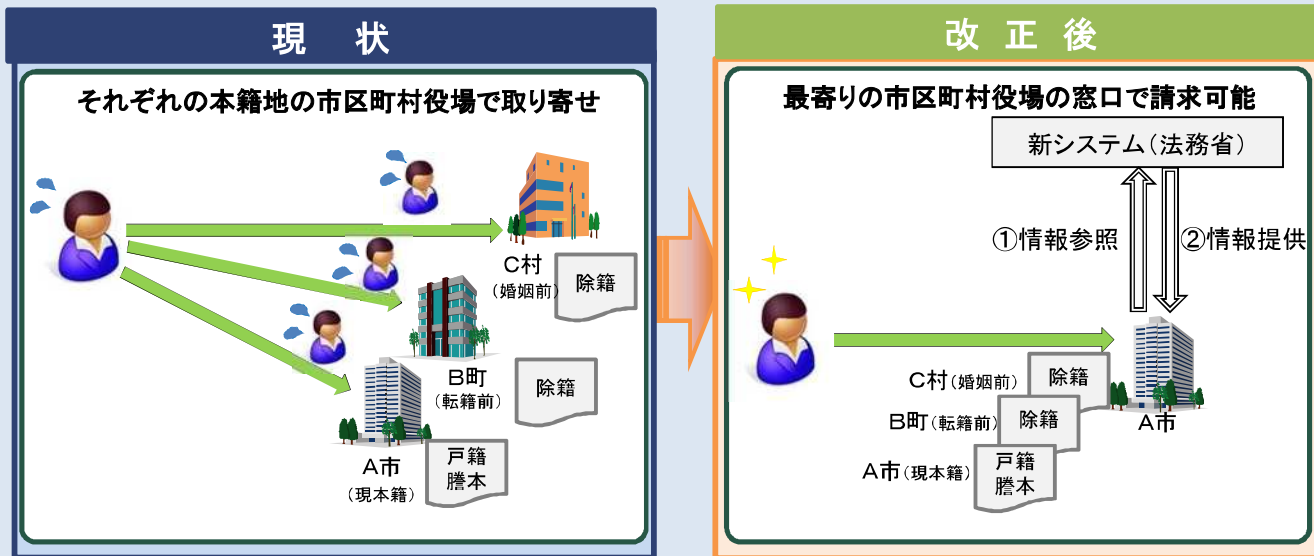 現 状
それぞれの本籍地の市区町村役場で取り寄せ
C村
(婚姻前)
除籍
B町
(転籍前)
除籍
A市
(現本籍)
戸籍
謄本
改 正 後
最寄りの市区町村役場の窓口で請求可能
新システム(法務省)
①情報参照
②情報提供
C村(婚姻前)
除籍
B町(転籍前)
除籍
A市(現本籍)
戸籍
謄本
A市